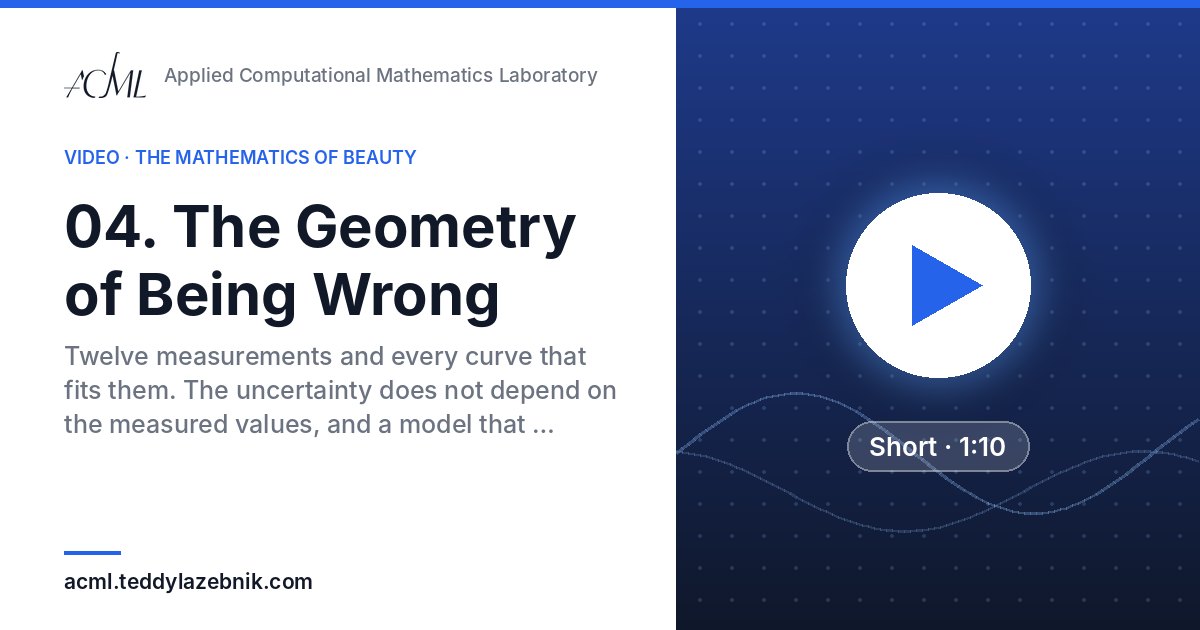 ACML
Applied Computational Mathematics Laboratory
VIDEO · THE MATHEMATICS OF BEAUTY
04. The Geometry
of Being Wrong
Twelve measurements and every curve that
fits them. The uncertainty does not depend on
the measured values, and a model that ...
Short · 1:10
acml.teddylazebnik.com